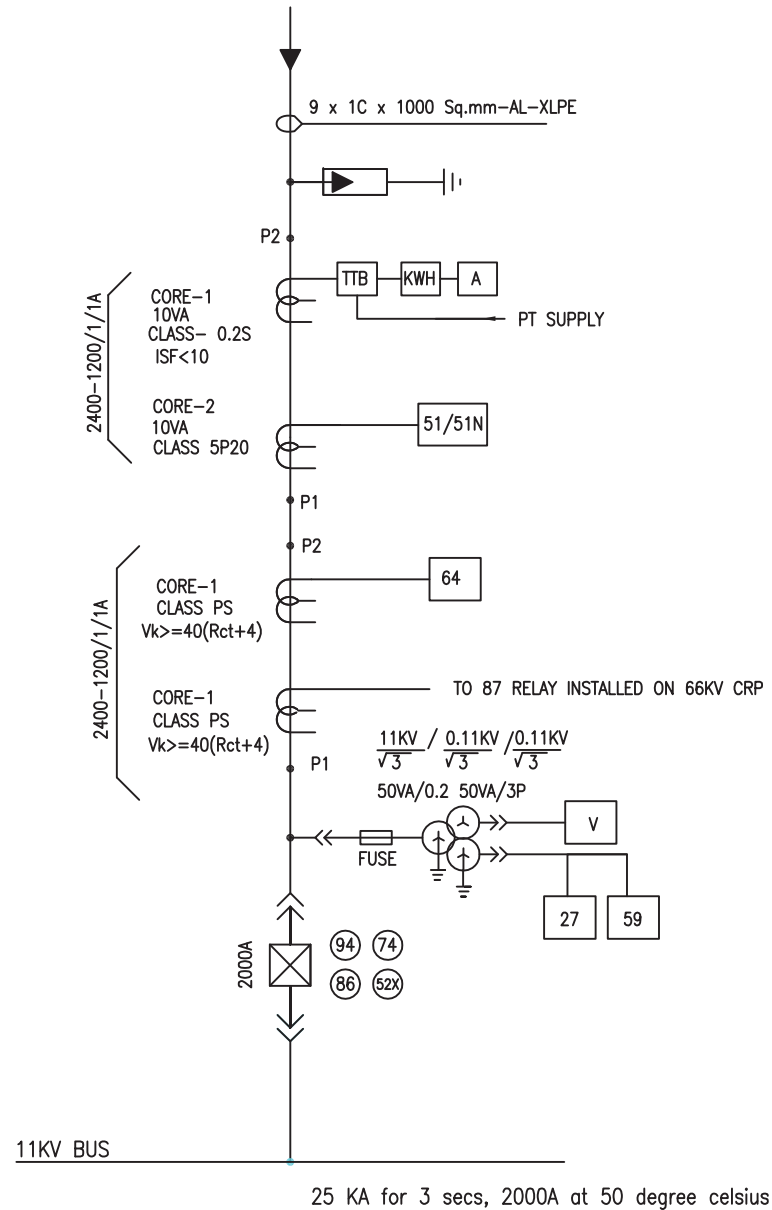 9 x 1C x 1000 Sq.mm-AL-XLPE
P2
TTB
KWH
A
PT SUPPLY
2400-1200/1/1A
CORE-1
10VA
CLASS- 0.2S
ISF<10
CORE-2
10VA
CLASS 5P20
51/51N
P1
P2
2400-1200/1/1A
CORE-1
CLASS PS
Vk>=40(Rct+4)
64
CORE-1
CLASS PS
Vk>=40(Rct+4)
TO 87 RELAY INSTALLED ON 66KV CRP
P1
11KV/√3 / 0.11KV/√3 / 0.11KV/√3
50VA/0.2 50VA/3P
FUSE
V
27
59
2000A
94
74
86
52X
11KV BUS
25 KA for 3 secs, 2000A at 50 degree celsius